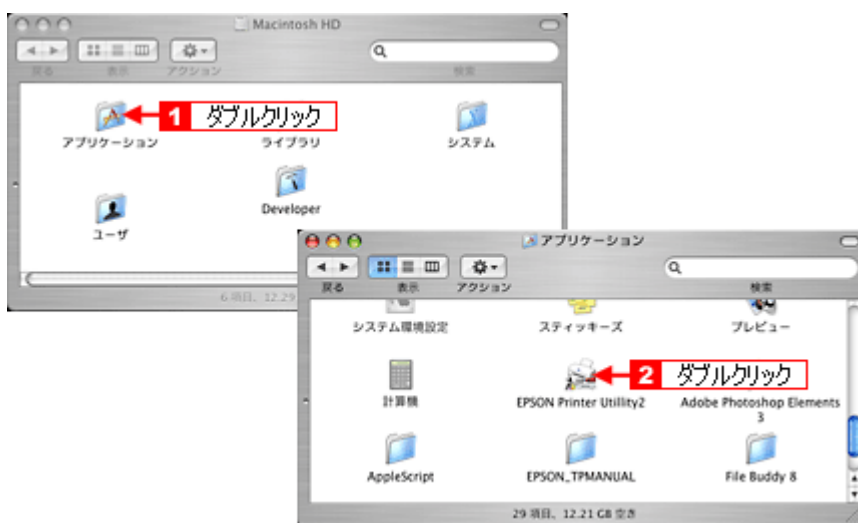 Macintosh HD
戻る 表示 アクション 検索
1 ダブルクリック
アプリケーション ライブラリ システム
ユーザ Developer
6 項目、12.29
アプリケーション
戻る 表示 アクション 検索
システム環境設定 スティッキーズ プレビュー
2 ダブルクリック
計算機 EPSON Printer Utillity2 Adobe Photoshop Elements
3
AppleScript EPSON_TPMANUAL File Buddy 8
29 項目、12.21 GB 空き